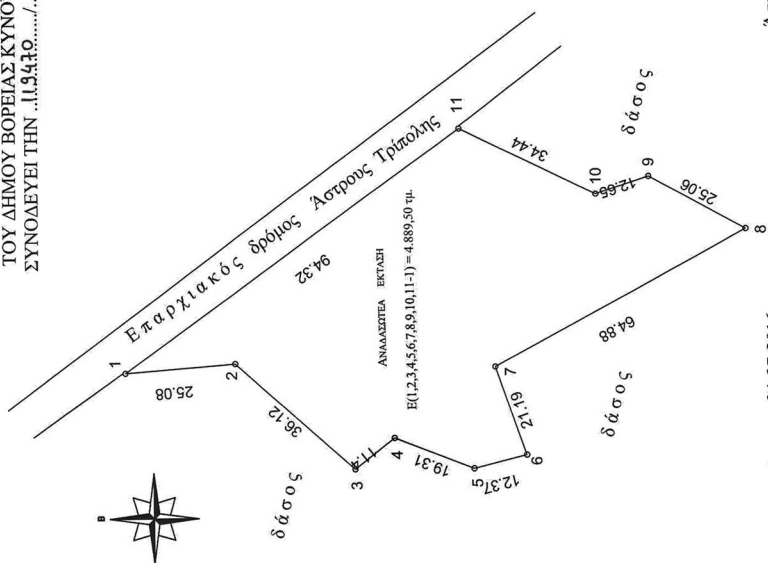 ΤΟΥ ΔΗΜΟΥ ΒΟΡΕΙΑΣ ΚΥΝΟ
ΣΥΝΟΔΕΥΕΙ ΤΗΝ ..119470....../..
Β
Επαρχιακός δρόμος Άστρους Τρίπολης
1
2
3
4
5
6
7
8
9
10
11
25.08
36.12
11.4
19.31
12.37
21.19
64.88
25.06
12.65
34.44
94.32
ΑΝΑΔΑΣΩΤΕΑ ΕΚΤΑΣΗ
Ε(1,2,3,4,5,6,7,8,9,10,11-1) = 4.889,50 τμ.
δάσος
δάσος
δάσος